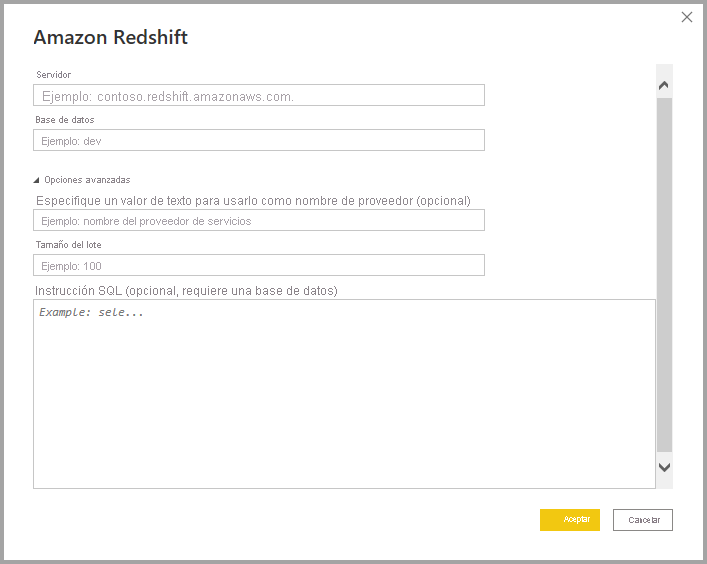 Amazon Redshift
Servidor
Ejemplo: contoso.redshift.amazonaws.com.
Base de datos
Ejemplo: dev
Opciones avanzadas
Especifique un valor de texto para usarlo como nombre de proveedor (opcional)
Ejemplo: nombre del proveedor de servicios
Tamaño del lote
Ejemplo: 100
Instrucción SQL (opcional, requiere una base de datos)
Example: sele...
Aceptar
Cancelar